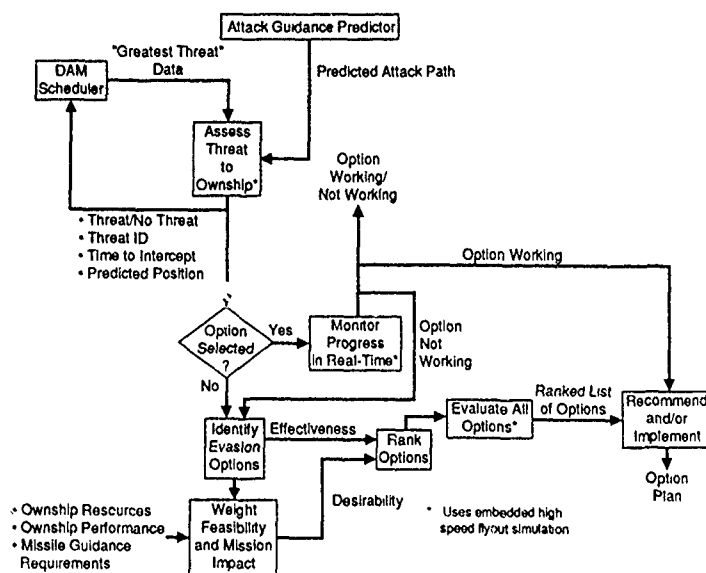 Attack Guidance Predictor
"Greatest Threat"
Data
DAM
Scheduler
Predicted Attack Path
Assess
Threat
to
Ownship*
Option
Working/
Not Working
• Threat/No Threat
• Threat ID
• Time to Intercept
• Predicted Position
Option Working
Option
Selected
?
Yes
No
Monitor
Progress
in Real-Time*
Option
Not
Working
Identify
Evasion
Options
Effectiveness
Rank
Options
Evaluate All
Options*
Ranked List
of Options
Recommend
and/or
Implement
Option
Plan
Ownship Resources
• Ownship Performance
• Missile Guidance
Requirements
Weight
Feasibility
and Mission
Impact
Desirability
* Uses embedded high
speed flyout simulation